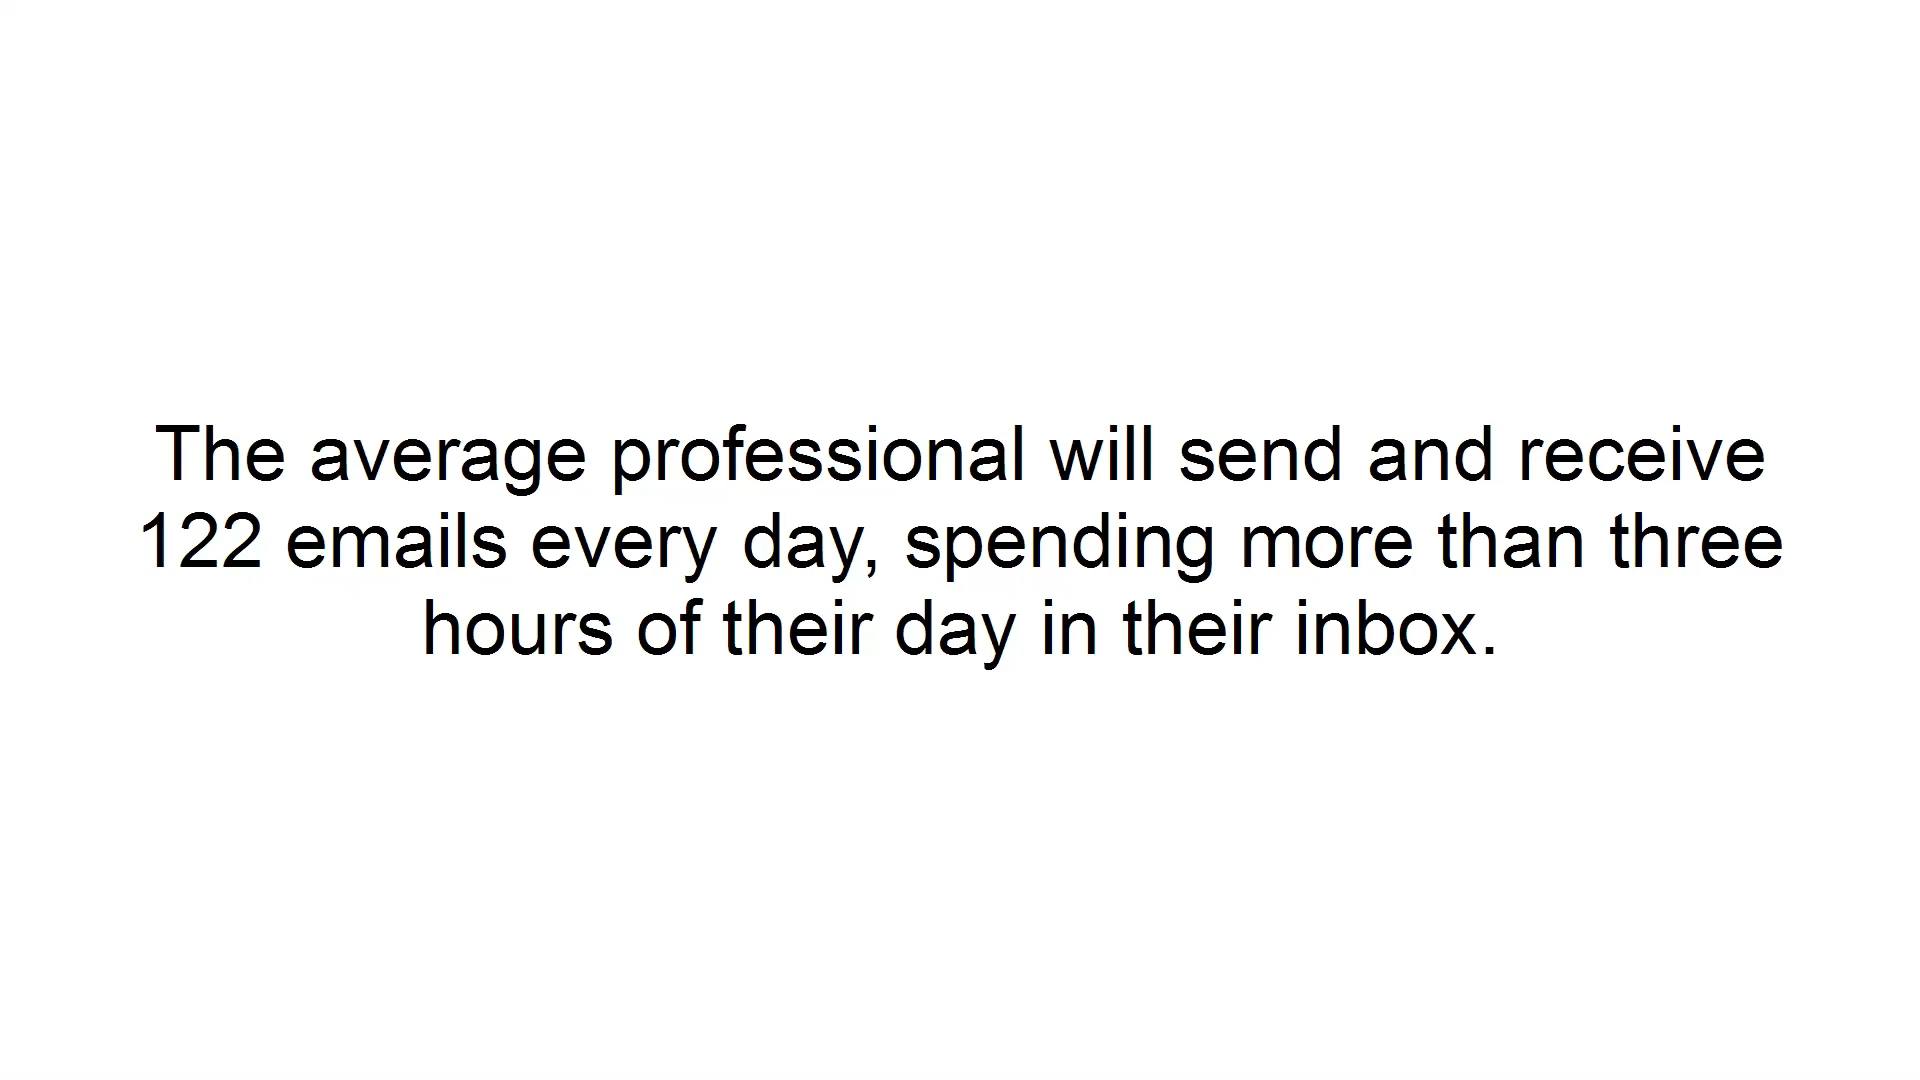 The average professional will send and receive
122 emails every day, spending more than three
hours of their day in their inbox.